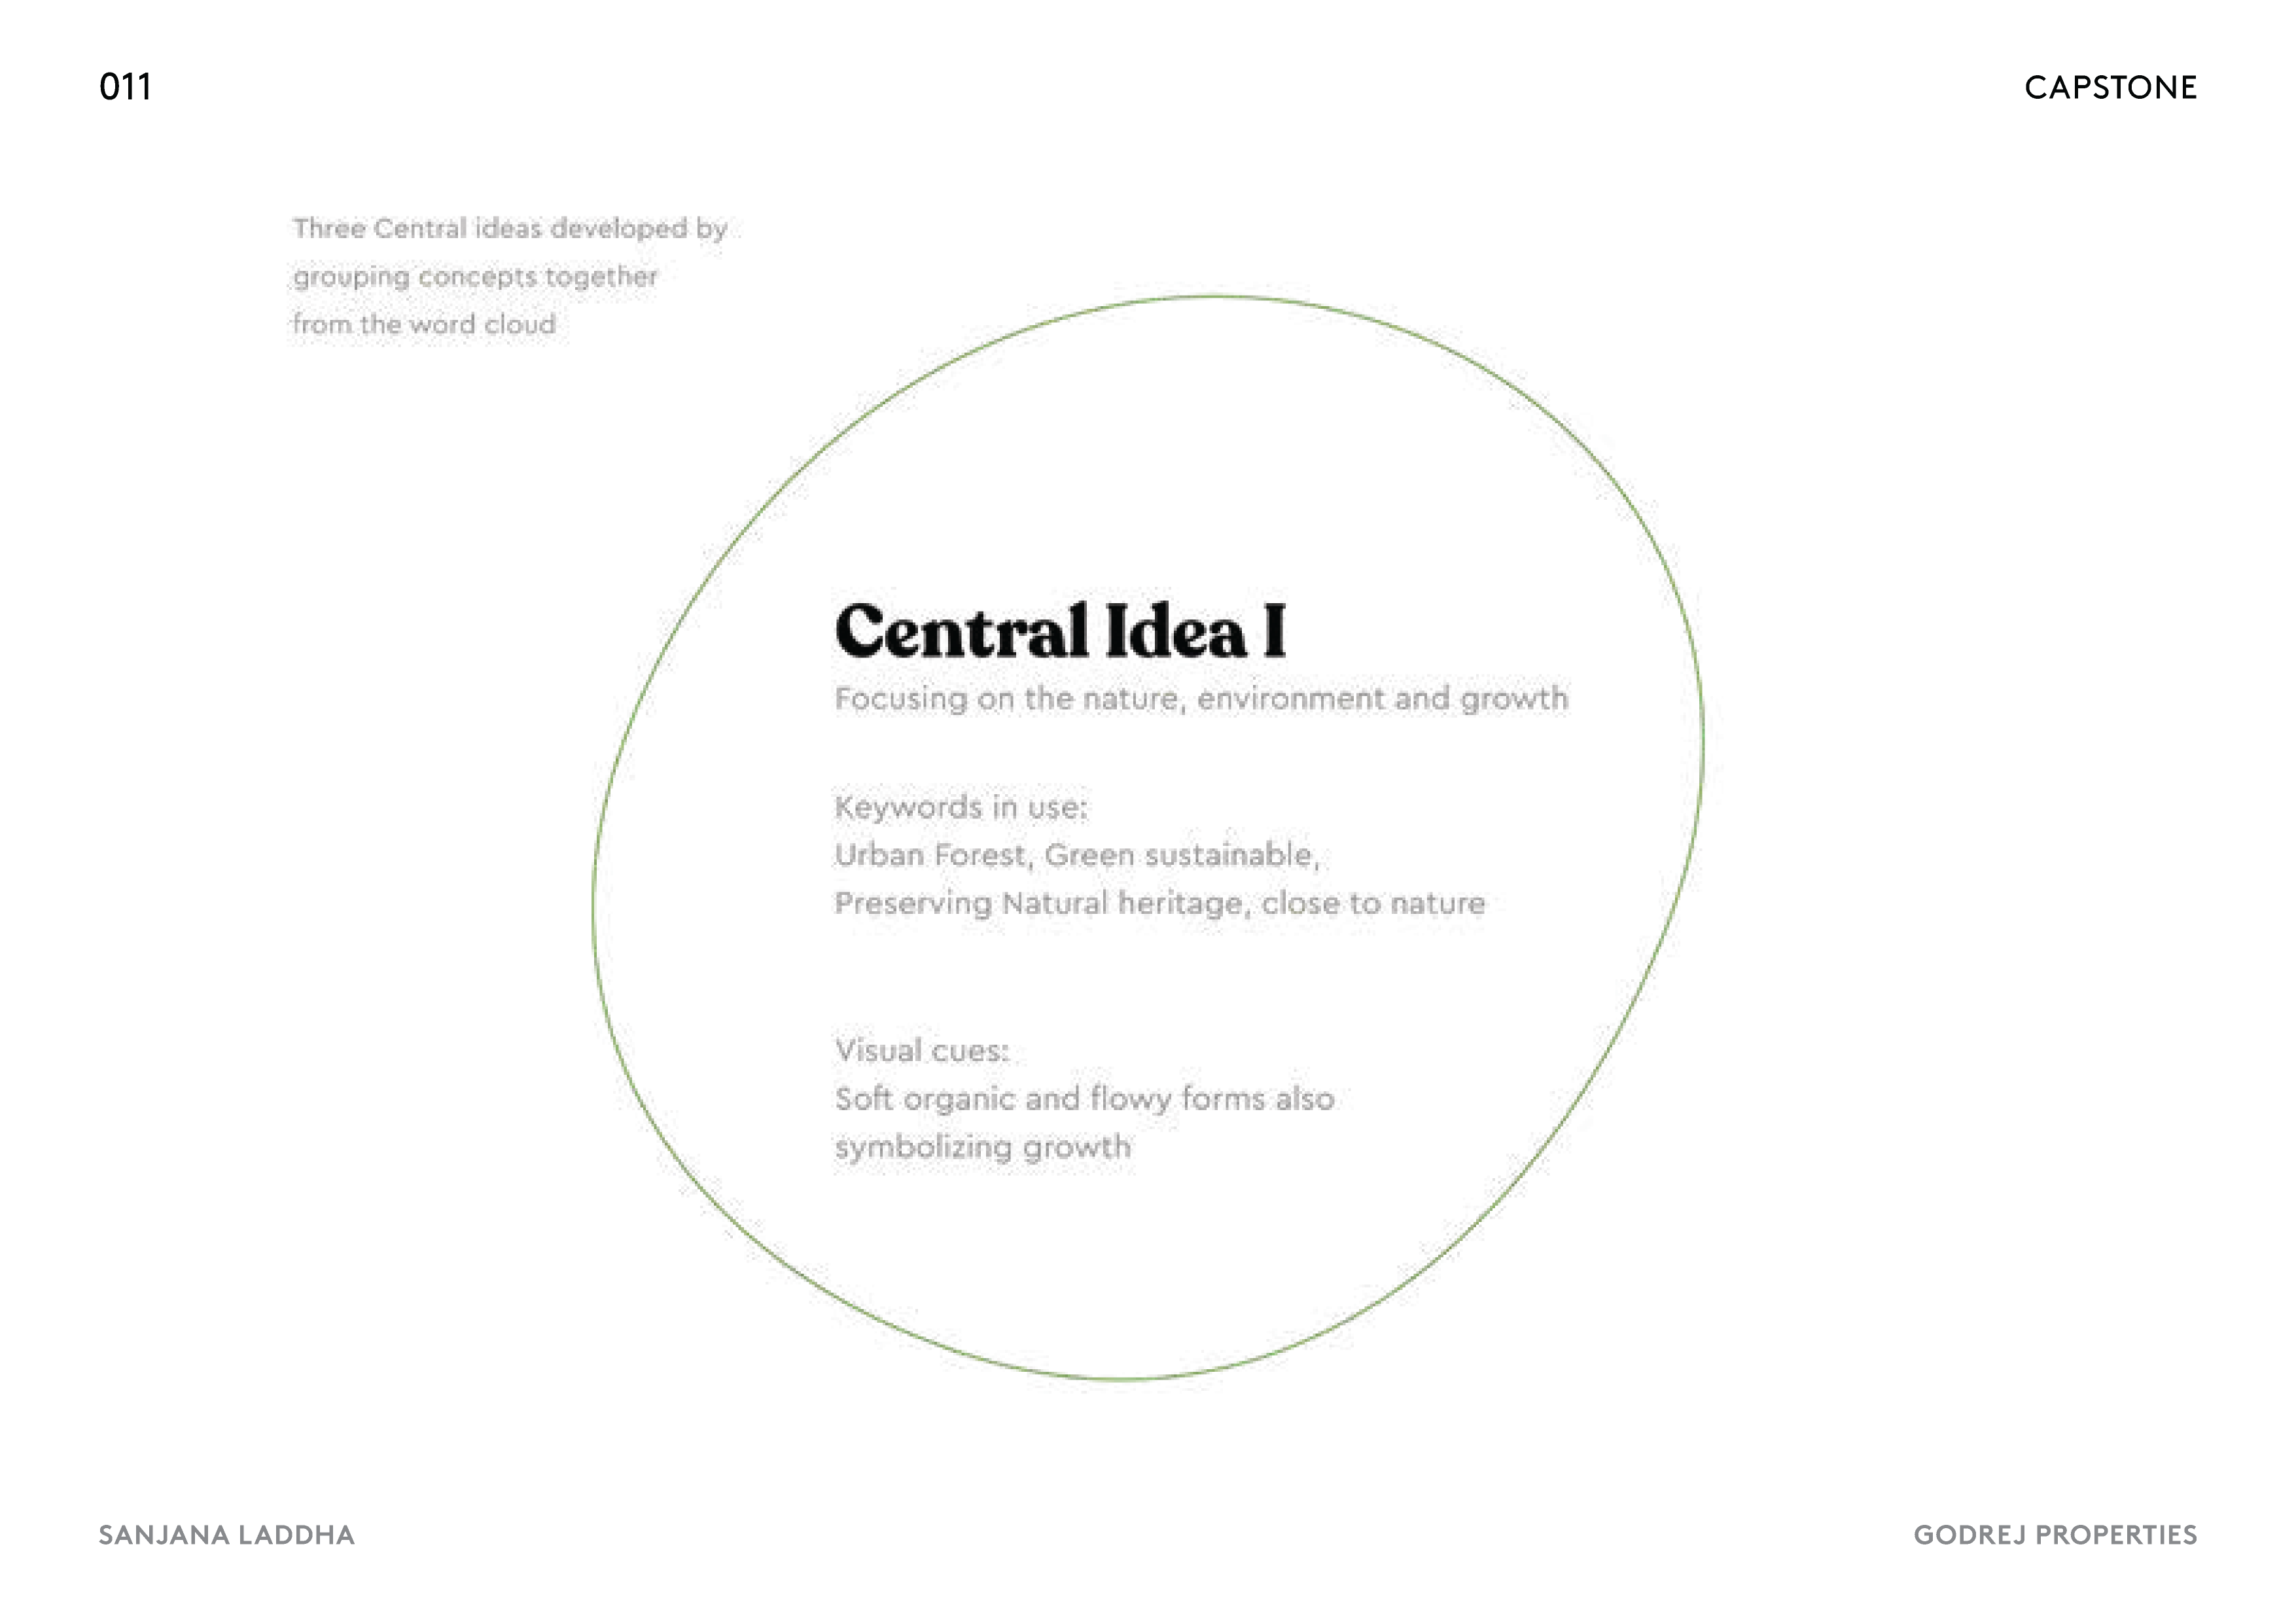 011
CAPSTONE
Three Central ideas developed by
grouping concepts together
from the word cloud
Central Idea I
Focusing on the nature, environment and growth
Keywords in use:
Urban Forest, Green sustainable,
Preserving Natural heritage, close to nature
Visual cues:
Soft organic and flowy forms also
symbolizing growth
SANJANA LADDHA
GODREJ PROPERTIES